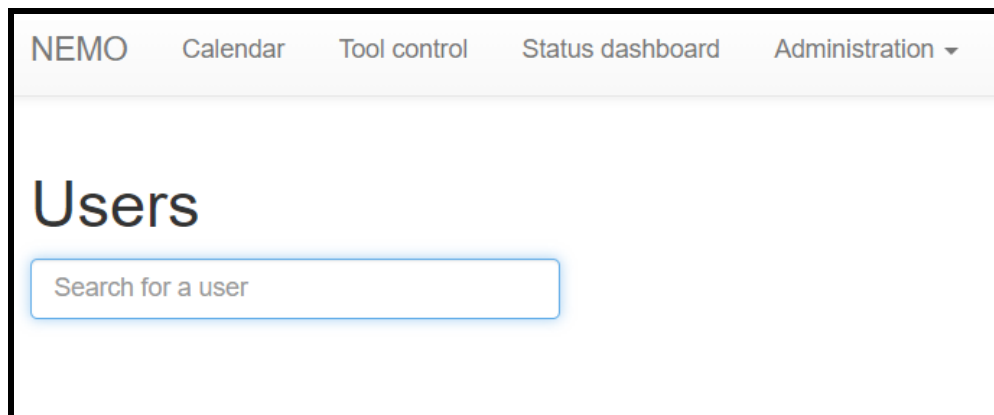 NEMO Calendar Tool control Status dashboard Administration
Users
Search for a user